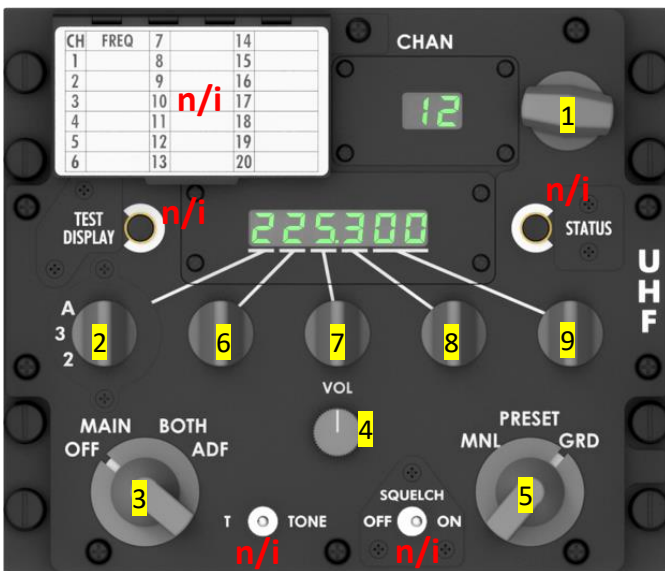 CH FREQ 7 14
1 8 15
2 9 16
3 10 17
4 11 18
5 12 19
6 13 20
n/i
CHAN
12
1
n/i
TEST
DISPLAY
n/i
225.300
STATUS
UHF
A
3
2
2
6
7
8
9
VOL
4
MAIN BOTH
OFF ADF
3
PRESET
MNL GRD
5
T TONE
n/i
SQUELCH
OFF ON
n/i